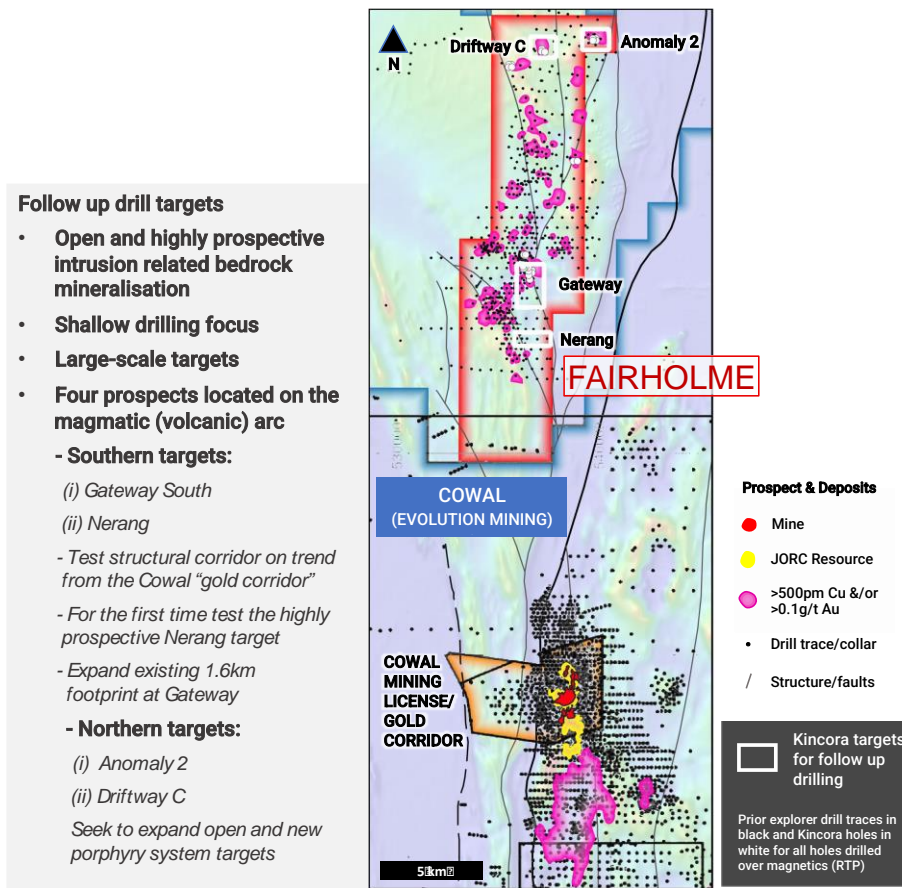 Follow up drill targets
• Open and highly prospective
intrusion related bedrock
mineralisation
• Shallow drilling focus
• Large-scale targets
• Four prospects located on the
magmatic (volcanic) arc
- Southern targets:
(i) Gateway South
(ii) Nerang
- Test structural corridor on trend
from the Cowal “gold corridor”
- For the first time test the highly
prospective Nerang target
- Expand existing 1.6km
footprint at Gateway
- Northern targets:
(i) Anomaly 2
(ii) Driftway C
Seek to expand open and new
porphyry system targets
N
Driftway C
Anomaly 2
Gateway
Nerang
FAIRHOLME
COWAL
(EVOLUTION MINING)
COWAL
MINING
LICENSE/
GOLD
CORRIDOR
5 km
Prospect & Deposits
Mine
JORC Resource
>500pm Cu &/or
>0.1g/t Au
Drill trace/collar
Structure/faults
Kincora targets
for follow up
drilling
Prior explorer drill traces in
black and Kincora holes in
white for all holes drilled
over magnetics (RTP)